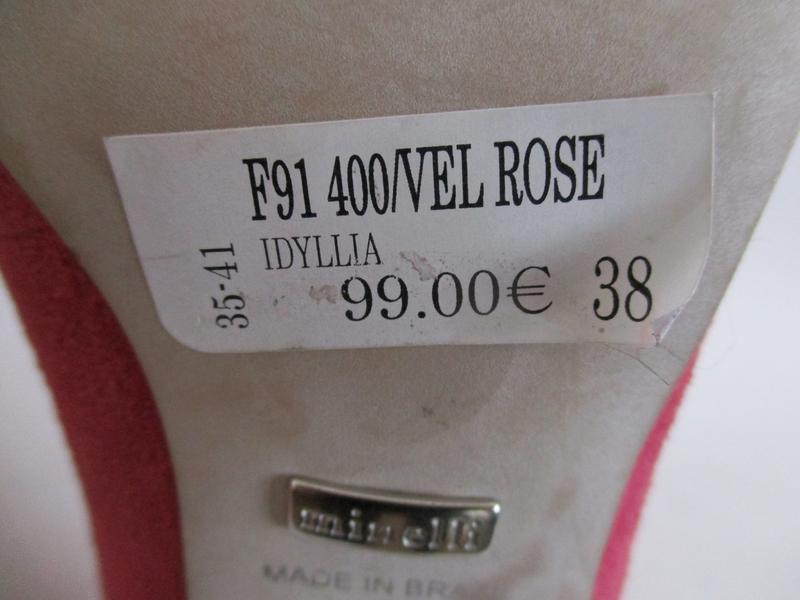 F91 400/VEL ROSE
IDYLLIA
35-41
99.00€ 38
minelli
MADE IN